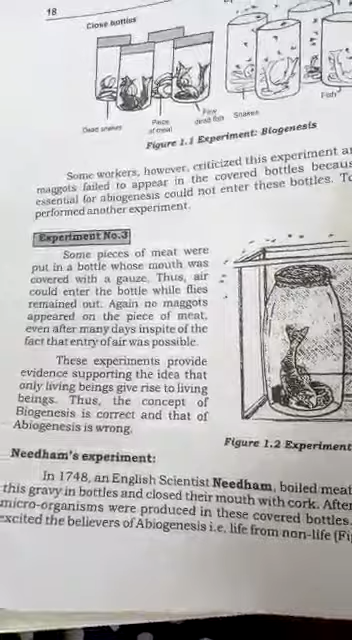 18
Close bottles
Dead snakes
Piece of meat
Few dead fish
Snakes
Fish
Figure 1.1 Experiment: Biogenesis
Some workers, however, criticized this experiment
maggots failed to appear in the covered bottles
essential for abiogenesis could not enter these bottles.
performed another experiment.
Experiment No.3
Some pieces of meat were
put in a bottle whose mouth was
covered with a gauze. Thus, air
could enter the bottle while flies
remained out. Again no maggots
appeared on the piece of meat,
even after many days inspite of the
fact that entry of air was possible.
These experiments provide
evidence supporting the idea that
only living beings give rise to living
beings. Thus, the concept of
Biogenesis is correct and that of
Abiogenesis is wrong.
Figure 1.2 Experiment
Needham's experiment:
In 1748, an English Scientist Needham, boiled meat
this gravy in bottles and closed their mouth with cork. After
micro-organisms were produced in these covered bottles.
excited the believers of Abiogenesis i.e. life from non-life